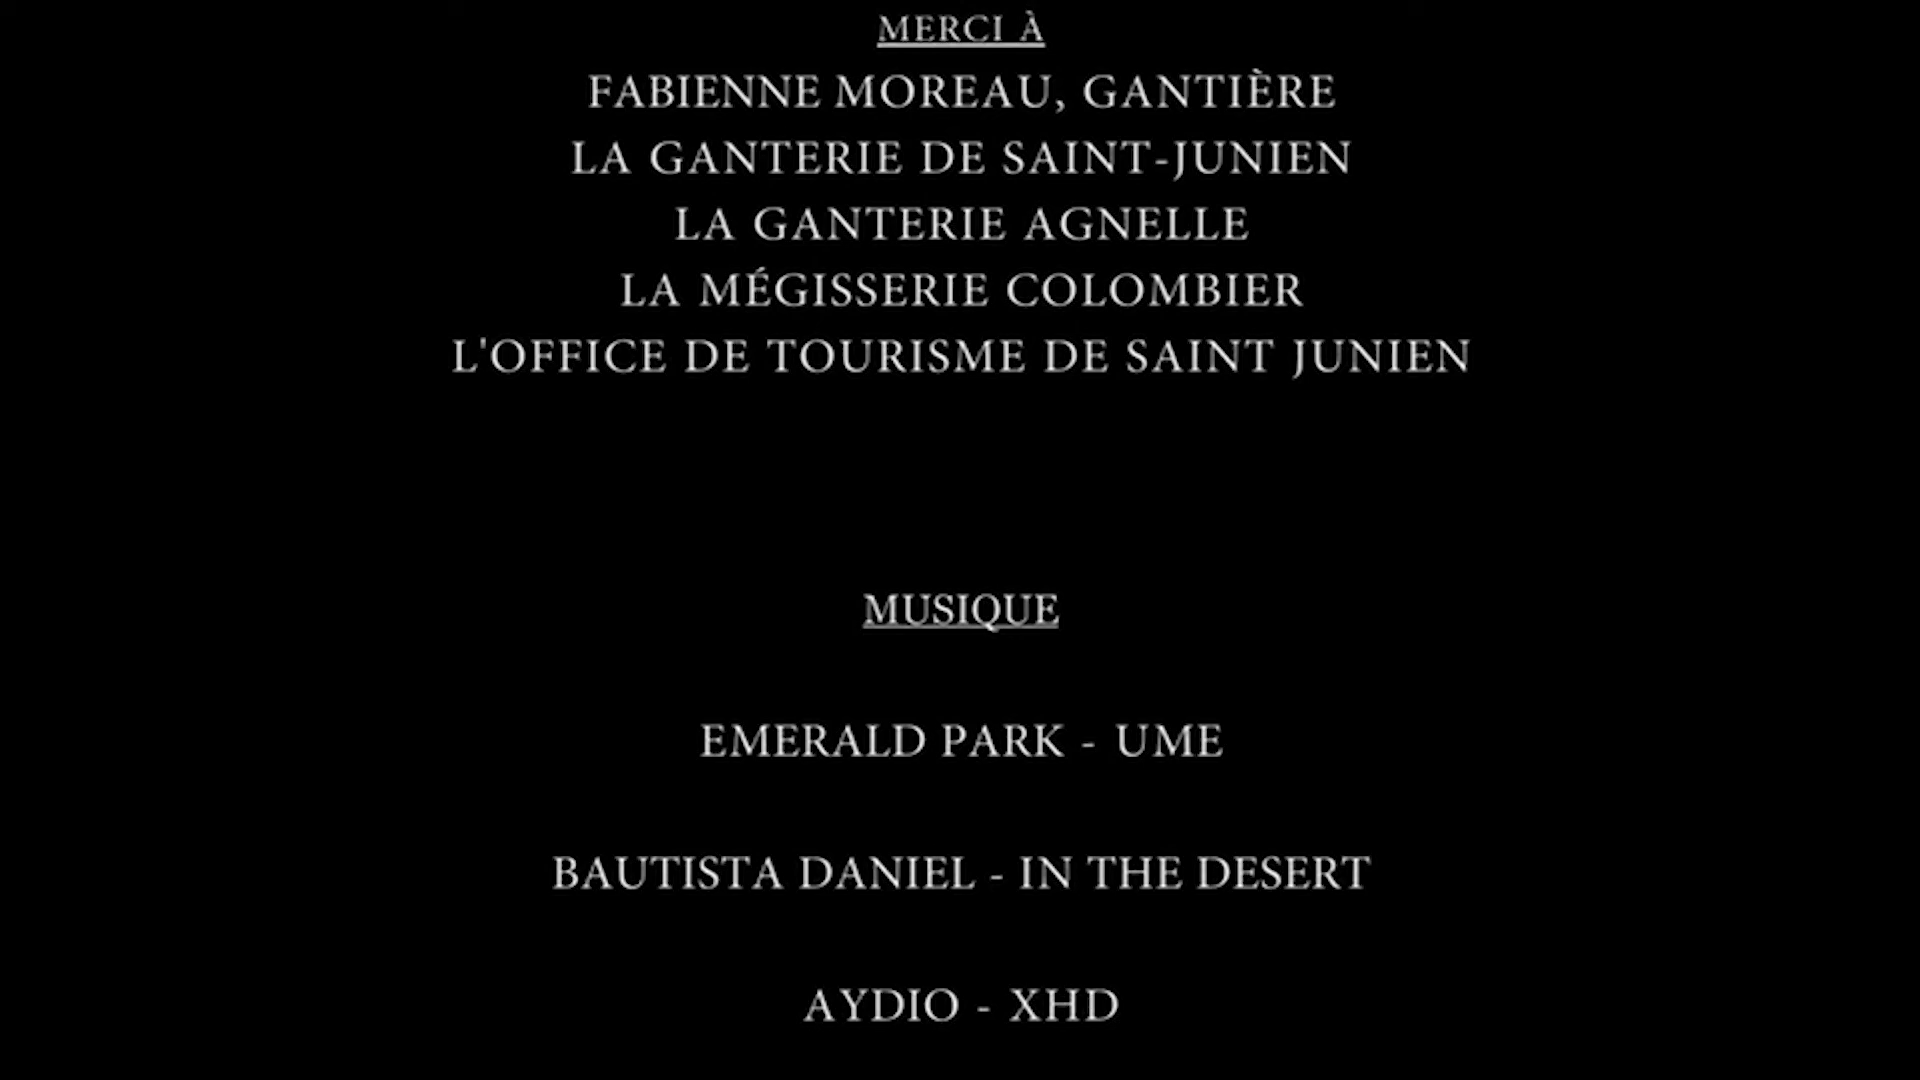 MERCI À
FABIENNE MOREAU, GANTIÈRE
LA GANTERIE DE SAINT-JUNIEN
LA GANTERIE AGNELLE
LA MÉGISSERIE COLOMBIER
L'OFFICE DE TOURISME DE SAINT JUNIEN
MUSIQUE
EMERALD PARK - UME
BAUTISTA DANIEL - IN THE DESERT
AYDIO - XHD